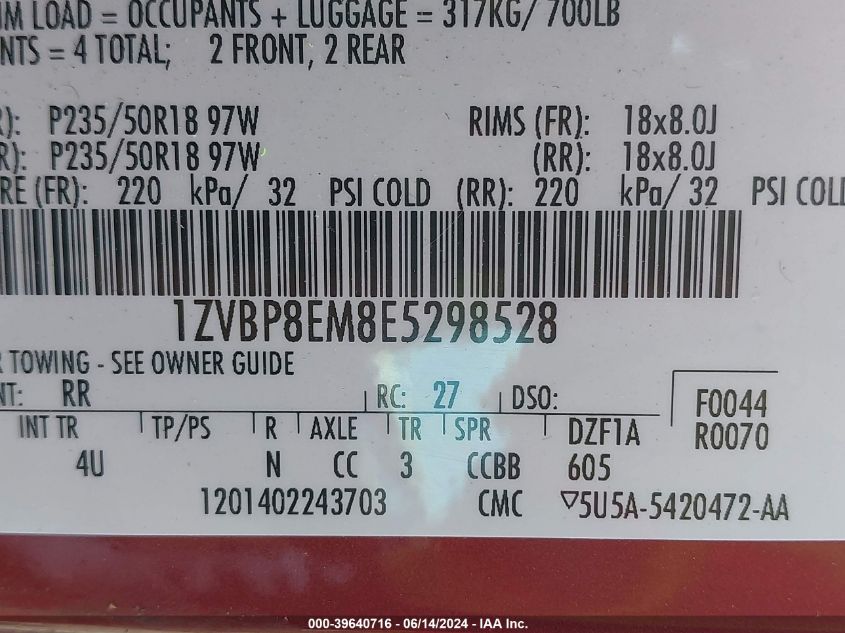 UM LOAD = OCCUPANTS + LUGGAGE = 317KG/ 700LB
NTS = 4 TOTAL; 2 FRONT, 2 REAR
R): P235/50R18 97W RIMS (FR): 18x8.0J
R): P235/50R18 97W (RR): 18x8.0J
RE (FR): 220 kPa/ 32 PSI COLD (RR): 220 kPa/ 32 PSI COLD
1ZVBP8EM8E5298528
R TOWING - SEE OWNER GUIDE
NT: RR RC: 27 DSO: F0044
INT TR TP/PS R AXLE TR SPR DZF1A R0070
4U N CC 3 CCBB 605
1201402243703 CMC ▽5U5A-5420472-AA
000-39640716 - 06/14/2024 - IAA Inc.